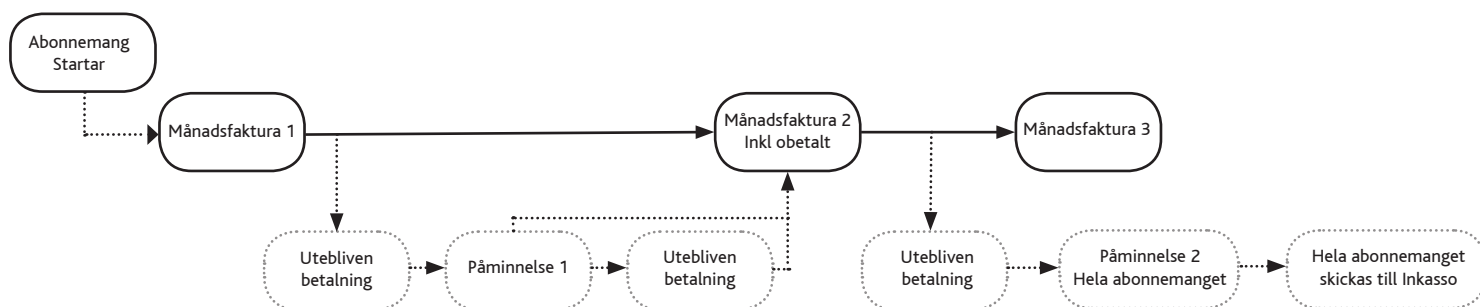 Abonnemang
Startar
Månadsfaktura 1
Månadsfaktura 2
Inkl obetalt
Månadsfaktura 3
Utebliven
betalning
Påminnelse 1
Utebliven
betalning
Utebliven
betalning
Påminnelse 2
Hela abonnemanget
Hela abonnemanget
skickas till Inkasso